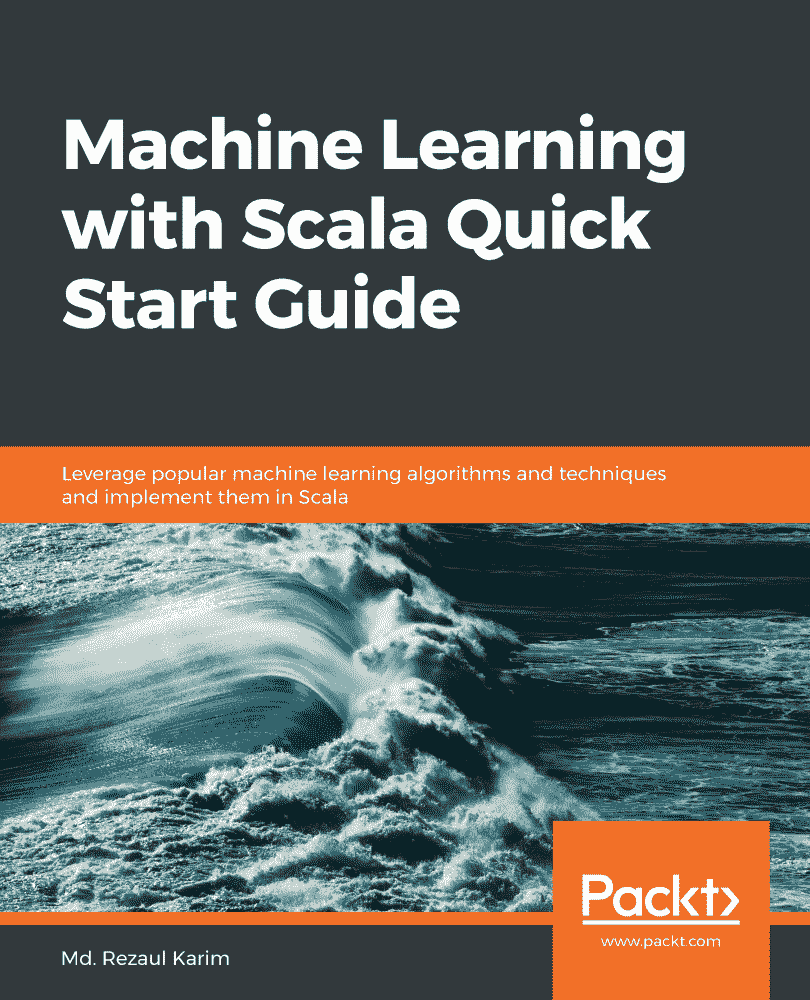 Machine Learning
with Scala Quick
Start Guide
Leverage popular machine learning algorithms and techniques
and implement them in Scala
Packt>
www.packt.com
Md. Rezaul Karim